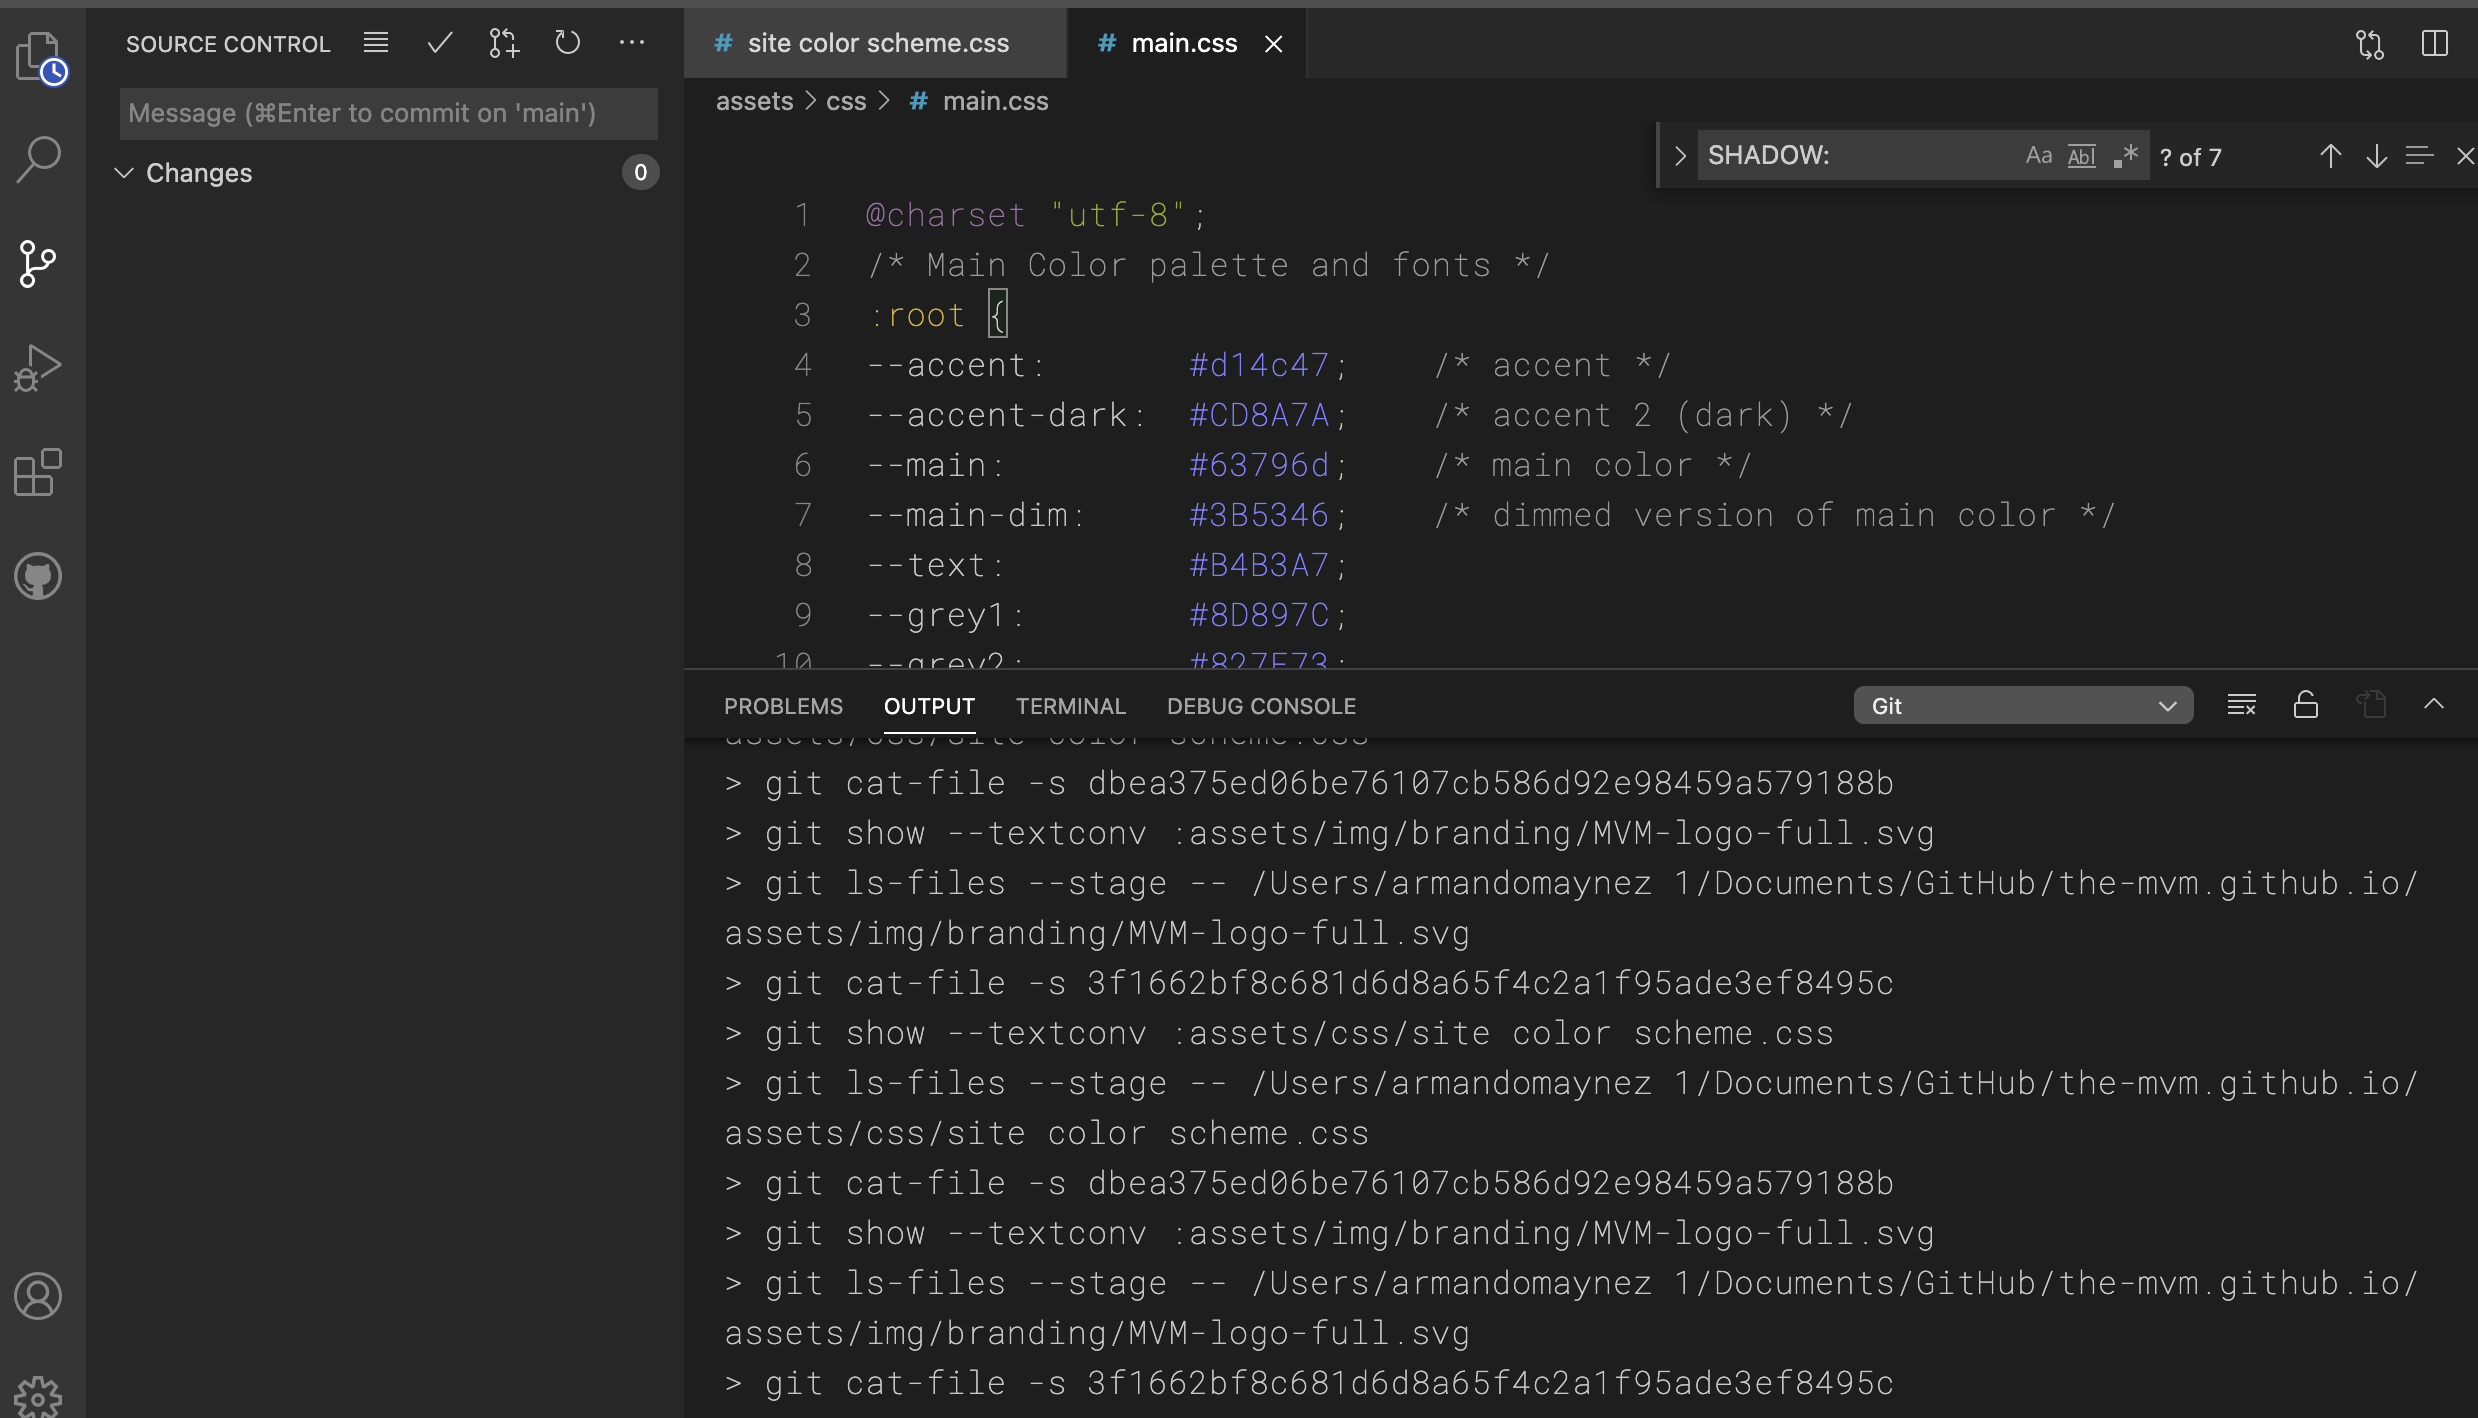 SOURCE CONTROL
Message (⌘Enter to commit on 'main')
Changes
0
# site color scheme.css
# main.css
assets > css > # main.css
SHADOW:
Aa Abl .*
? of 7
1 @charset "utf-8";
2 /* Main Color palette and fonts */
3 :root {
4 --accent: #d14c47; /* accent */
5 --accent-dark: #CD8A7A; /* accent 2 (dark) */
6 --main: #63796d; /* main color */
7 --main-dim: #3B5346; /* dimmed version of main color */
8 --text: #B4B3A7;
9 --grey1: #8D897C;
10 --grey2: #827E73;
PROBLEMS OUTPUT TERMINAL DEBUG CONSOLE
Git
assets/css/site color scheme.css
> git cat-file -s dbea375ed06be76107cb586d92e98459a579188b
> git show --textconv :assets/img/branding/MVM-logo-full.svg
> git ls-files --stage -- /Users/armandomaynez 1/Documents/GitHub/the-mvm.github.io/
assets/img/branding/MVM-logo-full.svg
> git cat-file -s 3f1662bf8c681d6d8a65f4c2a1f95ade3ef8495c
> git show --textconv :assets/css/site color scheme.css
> git ls-files --stage -- /Users/armandomaynez 1/Documents/GitHub/the-mvm.github.io/
assets/css/site color scheme.css
> git cat-file -s dbea375ed06be76107cb586d92e98459a579188b
> git show --textconv :assets/img/branding/MVM-logo-full.svg
> git ls-files --stage -- /Users/armandomaynez 1/Documents/GitHub/the-mvm.github.io/
assets/img/branding/MVM-logo-full.svg
> git cat-file -s 3f1662bf8c681d6d8a65f4c2a1f95ade3ef8495c